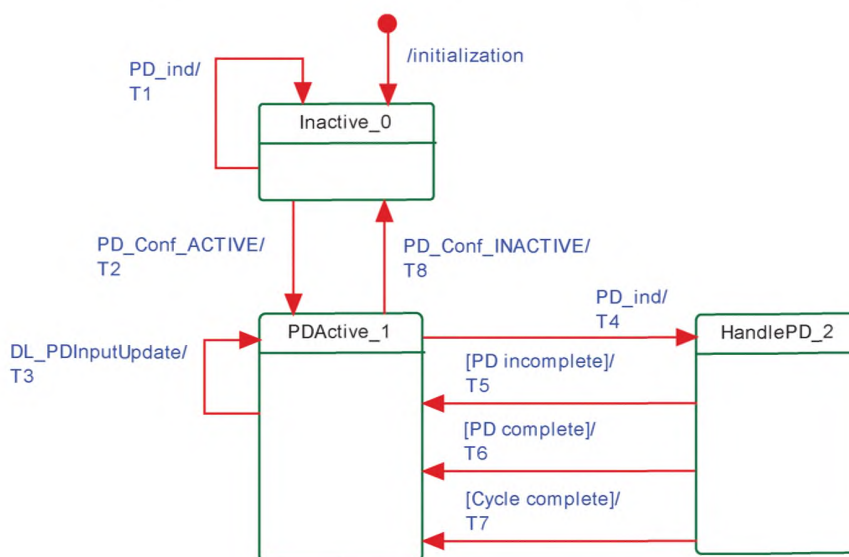 /initialization
PD_ind/
T1
Inactive_0
PD_Conf_ACTIVE/
T2
PD_Conf_INACTIVE/
T8
PD_ind/
T4
PDActive_1
HandlePD_2
DL_PDInputUpdate/
T3
[PD incomplete]/
T5
[PD complete]/
T6
[Cycle complete]/
T7